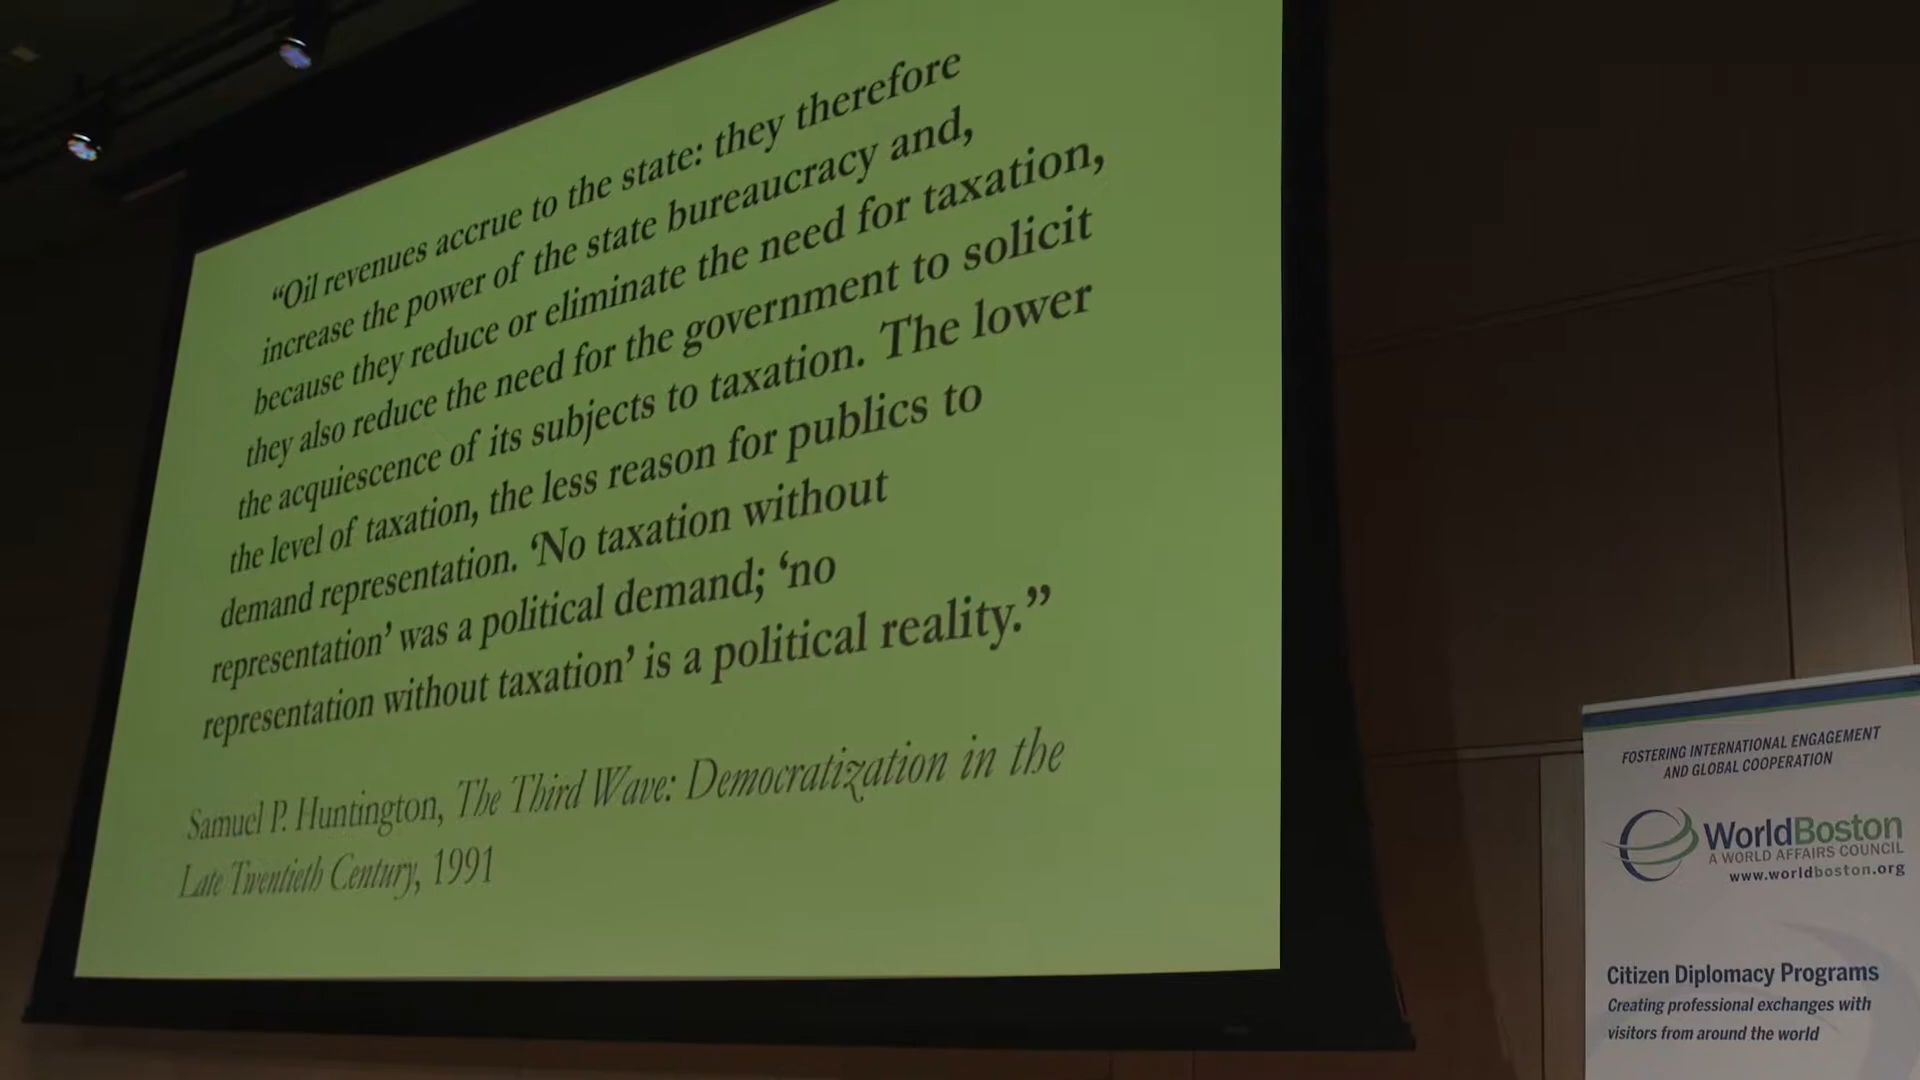 “Oil revenues accrue to the state: they therefore
increase the power of the state bureaucracy and,
because they reduce or eliminate the need for taxation,
they also reduce the need for the government to solicit
the acquiescence of its subjects to taxation. The lower
the level of taxation, the less reason for publics to
demand representation. ‘No taxation without
representation’ was a political demand; ‘no
representation without taxation’ is a political reality.”
Samuel P. Huntington, The Third Wave: Democratization in the
Late Twentieth Century, 1991
FOSTERING INTERNATIONAL ENGAGEMENT
AND GLOBAL COOPERATION
WorldBoston
A WORLD AFFAIRS COUNCIL
www.worldboston.org
Citizen Diplomacy Programs
Creating professional exchanges with
visitors from around the world